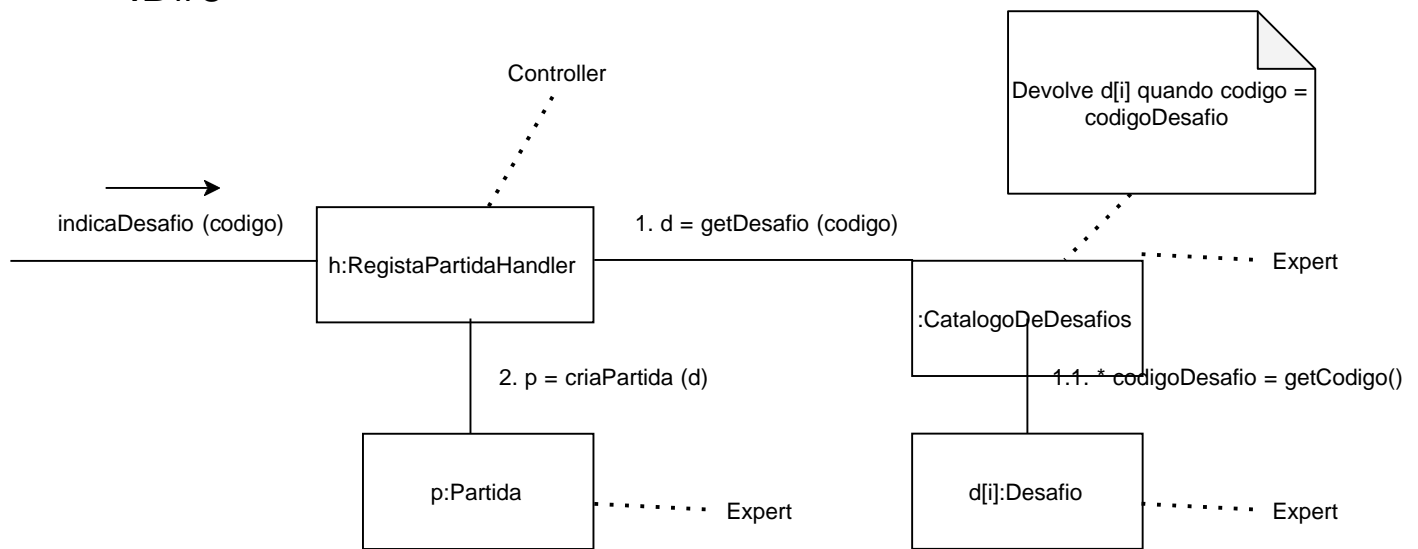 Controller
Devolve d[i] quando codigo =
codigoDesafio
indicaDesafio (codigo)
1. d = getDesafio (codigo)
h:RegistaPartidaHandler
Expert
:CatalogoDeDesafios
2. p = criaPartida (d)
1.1. * codigoDesafio = getCodigo()
p:Partida
d[i]:Desafio
Expert
Expert